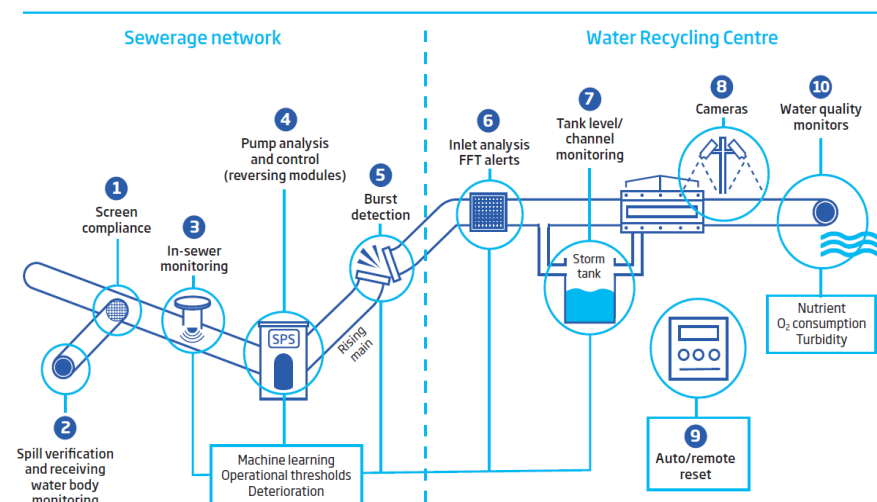 Sewerage network
Water Recycling Centre
1
Screen
compliance
2
Spill verification
and receiving
water body
monitoring
3
In-sewer
monitoring
4
Pump analysis
and control
(reversing modules)
SPS
5
Burst
detection
Rising
main
Machine learning
Operational thresholds
Deterioration
6
Inlet analysis
FFT alerts
7
Tank level/
channel
monitoring
Storm
tank
8
Cameras
9
Auto/remote
reset
10
Water quality
monitors
Nutrient
O₂ consumption
Turbidity